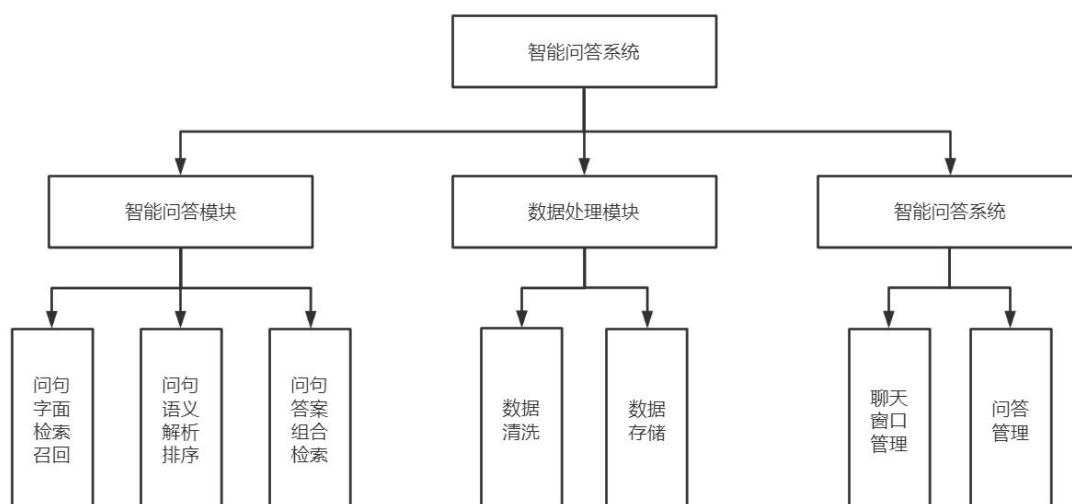 智能问答系统
智能问答模块
数据处理模块
智能问答系统
问句
字面
检索
召回
问句
语义
解析
排序
问句
答案
组合
检索
数据
清洗
数据
存储
聊天
窗口
管理
问答
管理